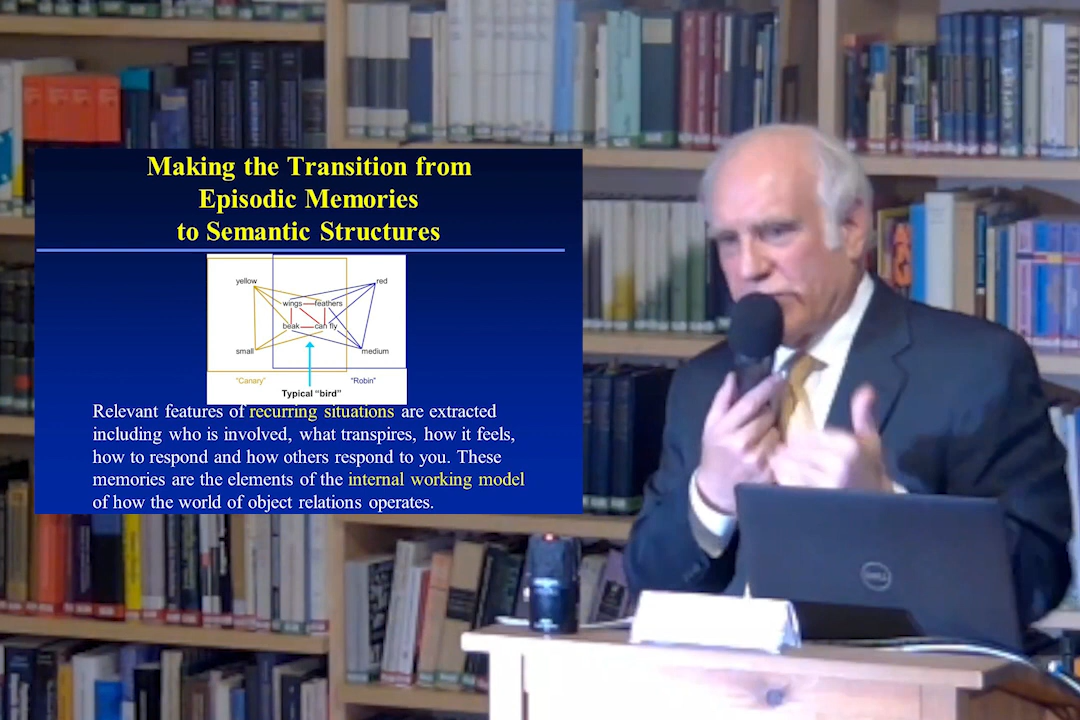 Making the Transition from
Episodic Memories
to Semantic Structures
yellow
red
wings
feathers
beak
can fly
small
medium
"Canary"
"Robin"
Typical "bird"
Relevant features of recurring situations are extracted
including who is involved, what transpires, how it feels,
how to respond and how others respond to you. These
memories are the elements of the internal working model
of how the world of object relations operates.
DELL